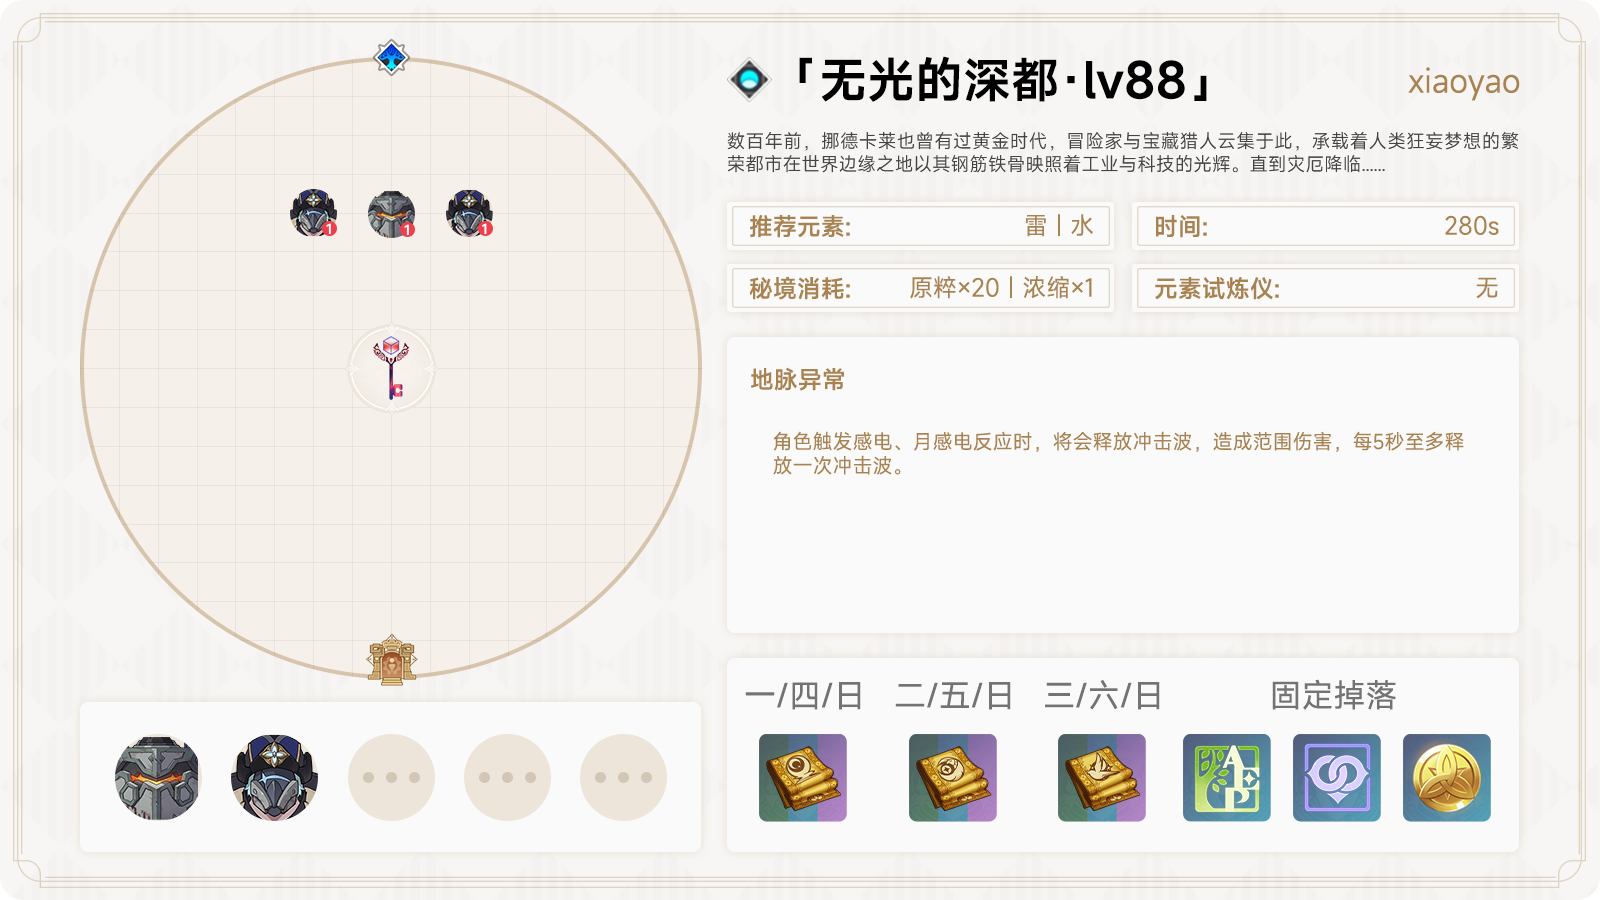 「无光的深都·lv88」
xiaoyao
数百年前，挪德卡莱也曾有过黄金时代，冒险家与宝藏猎人云集于此，承载着人类狂妄梦想的繁
荣都市在世界边缘之地以其钢筋铁骨映照着工业与科技的光辉。直到灾厄降临......
推荐元素: 雷丨水
时间: 280s
秘境消耗: 原粹×20丨浓缩×1
元素试炼仪: 无
1
1
1
地脉异常
角色触发感电、月感电反应时，将会释放冲击波，造成范围伤害，每5秒至多释
放一次冲击波。
一/四/日
二/五/日
三/六/日
固定掉落
AEP